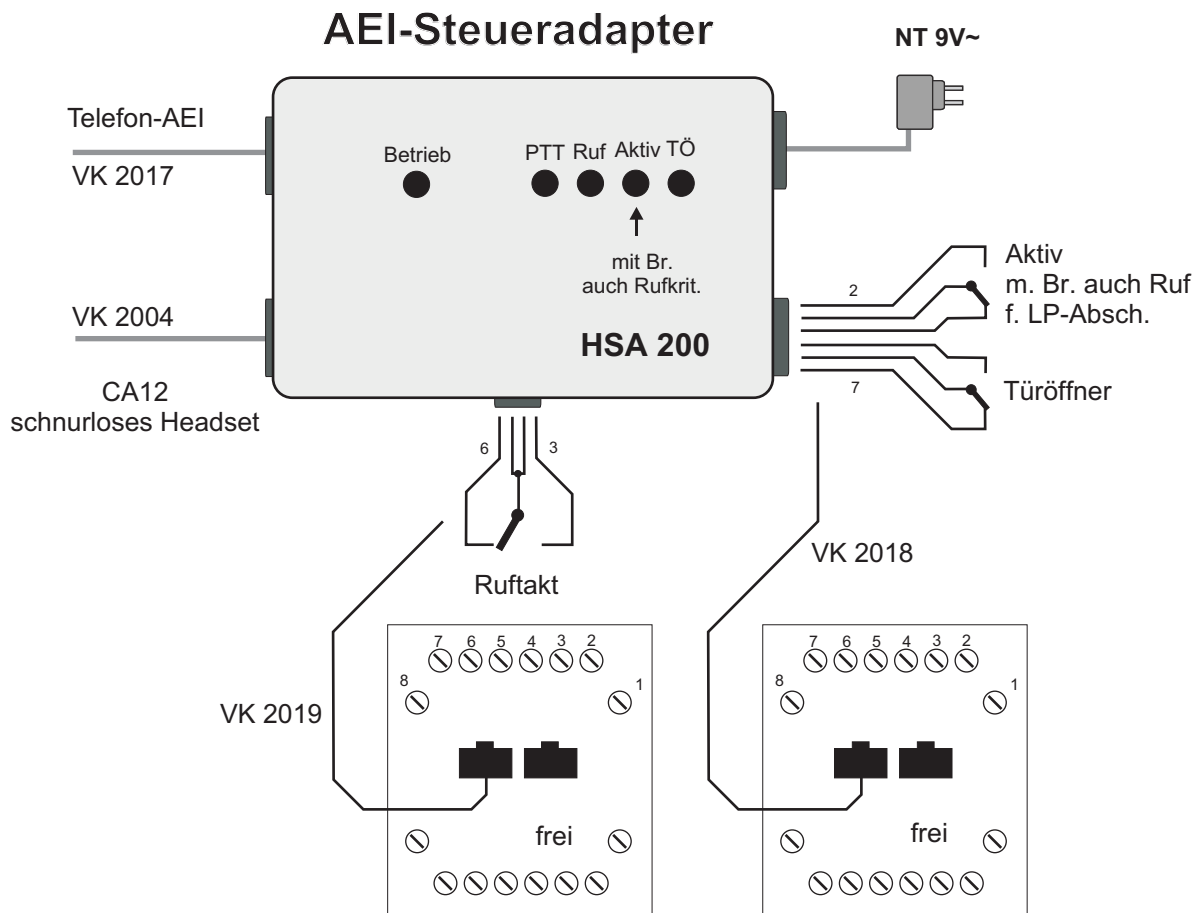 AEI-Steueradapter
NT 9V~
Telefon-AEI
VK 2017
Betrieb
PTT Ruf Aktiv TÖ
mit Br.
auch Rufkrit.
HSA 200
VK 2004
CA12
schnurloses Headset
2
7
Aktiv
m. Br. auch Ruf
f. LP-Absch.
Türöffner
6 3
Ruftakt
VK 2019
VK 2018
7 6 5 4 3 2
8 1
frei
7 6 5 4 3 2
8 1
frei